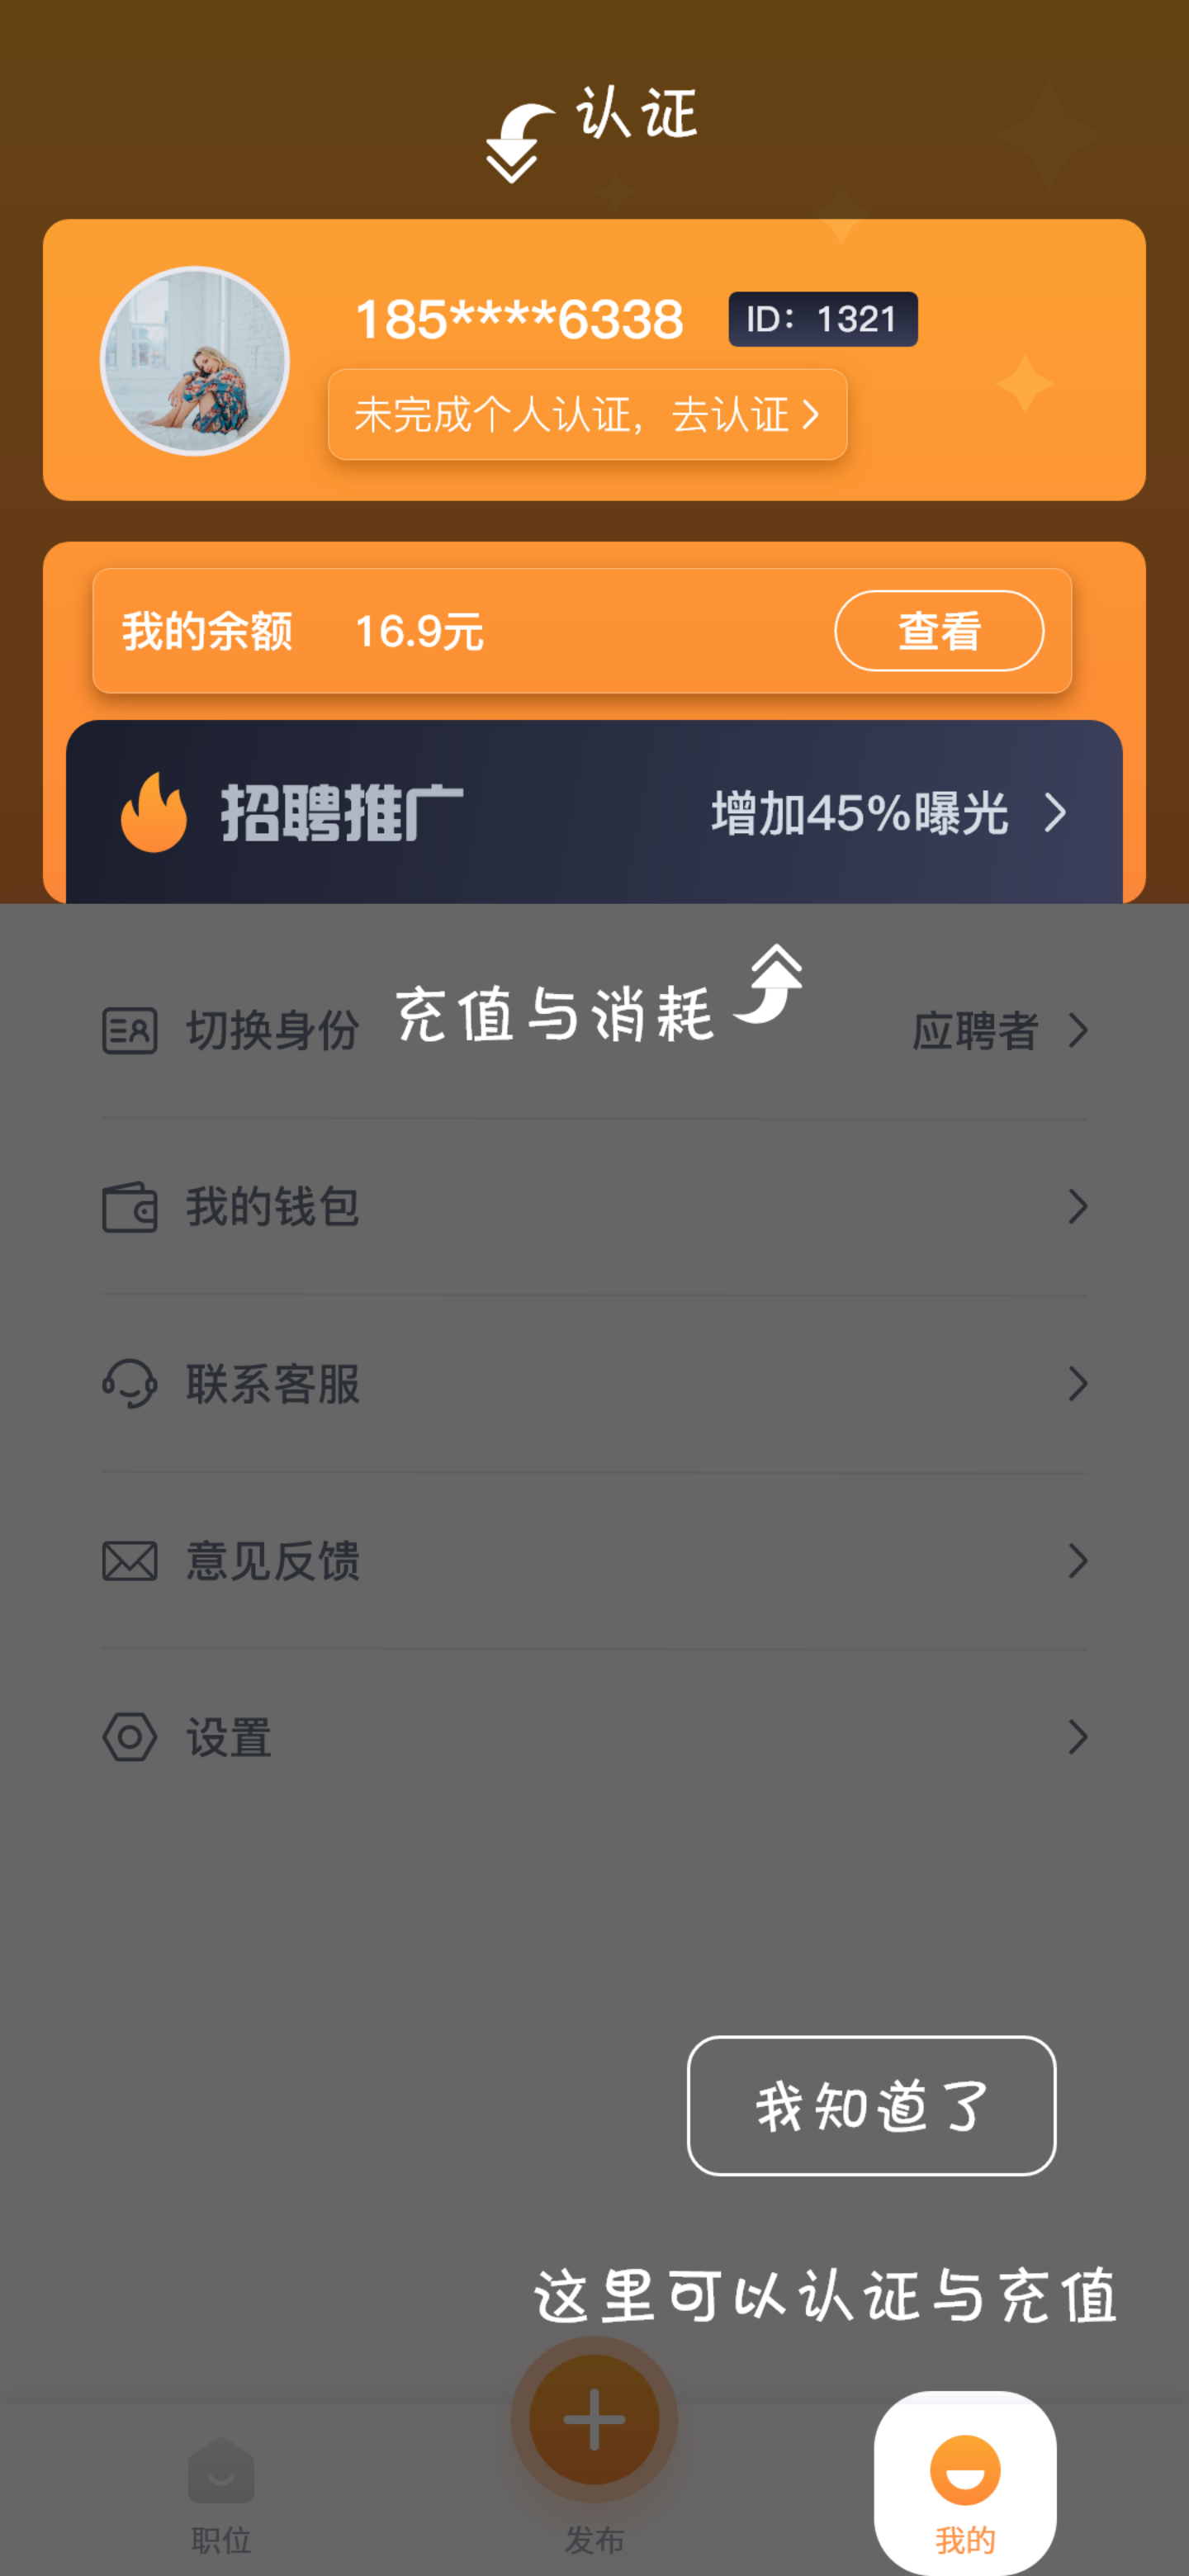 认证
185****6338 ID：1321
未完成个人认证，去认证
我的余额 16.9元 查看
招聘推广 增加45%曝光
充值与消耗
切换身份 应聘者
我的钱包
联系客服
意见反馈
设置
我知道了
这里可以认证与充值
职位 发布 我的